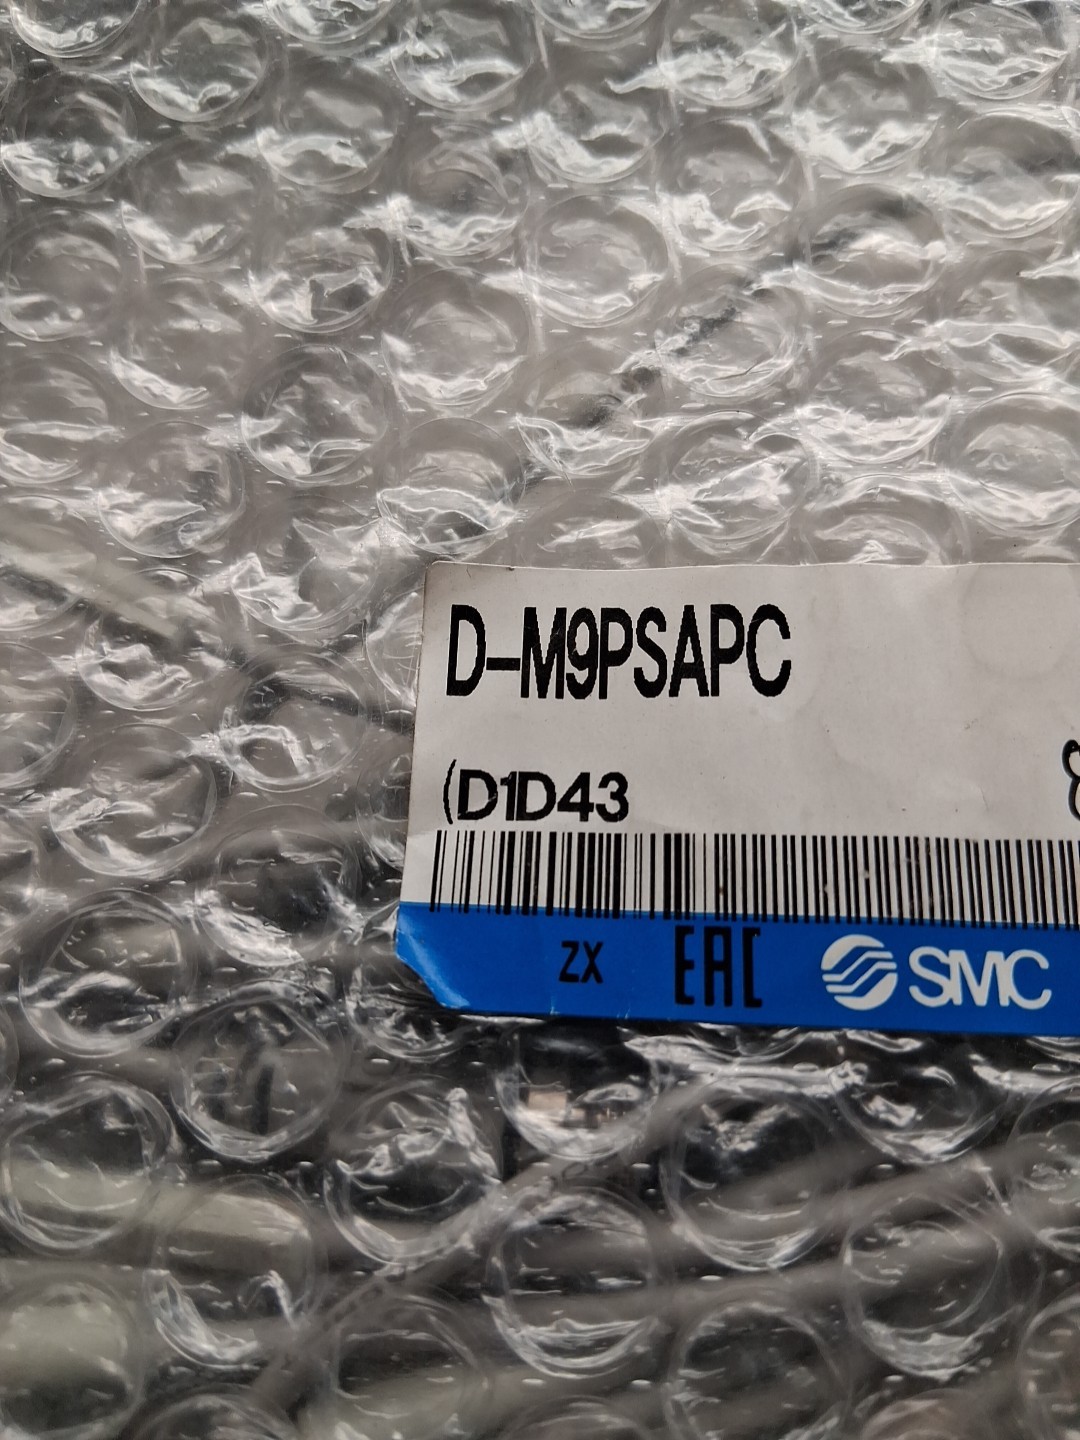 D-M9PSAPC
(D1D43
ZX EAC SMC